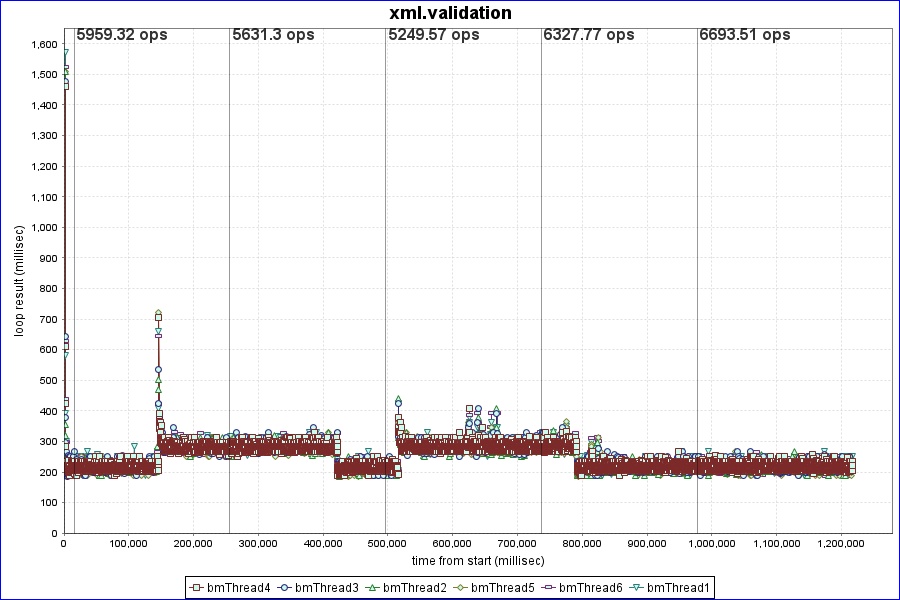 xml.validation
5959.32 ops 5631.3 ops 5249.57 ops 6327.77 ops 6693.51 ops
1,600
1,500
1,400
1,300
1,200
1,100
1,000
900
800
700
600
500
400
300
200
100
0
loop result (millisec)
0 100,000 200,000 300,000 400,000 500,000 600,000 700,000 800,000 900,000 1,000,000 1,100,000 1,200,000
time from start (millisec)
bmThread4 bmThread3 bmThread2 bmThread5 bmThread6 bmThread1